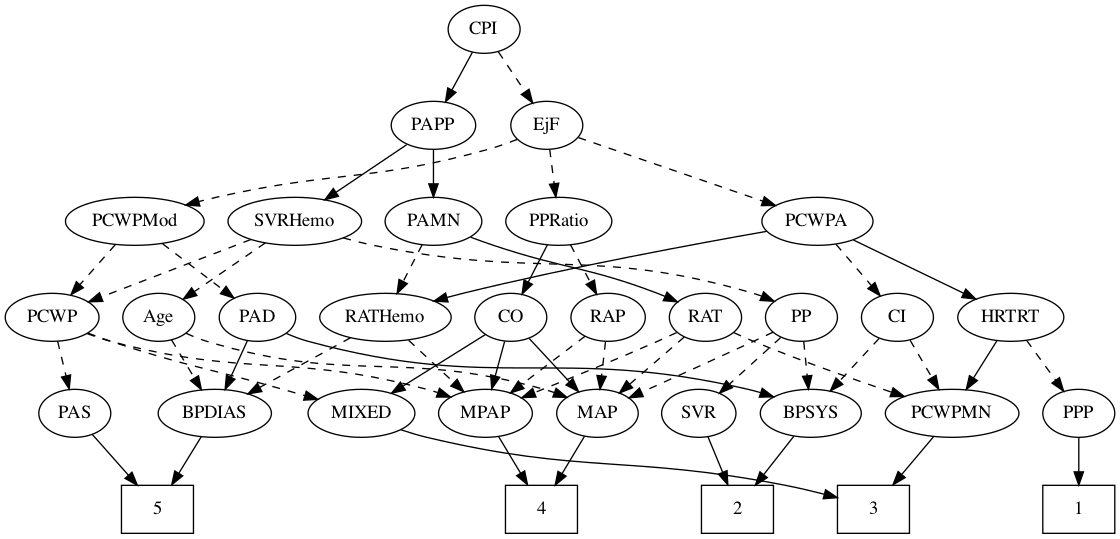 CPI
PAPP
EjF
PCWPMod
SVRHemo
PAMN
PPRatio
PCWPA
PCWP
Age
PAD
RATHemo
CO
RAP
RAT
PP
CI
HRTRT
PAS
BPDIAS
MIXED
MPAP
MAP
SVR
BPSYS
PCWPMN
PPP
5
4
2
3
1